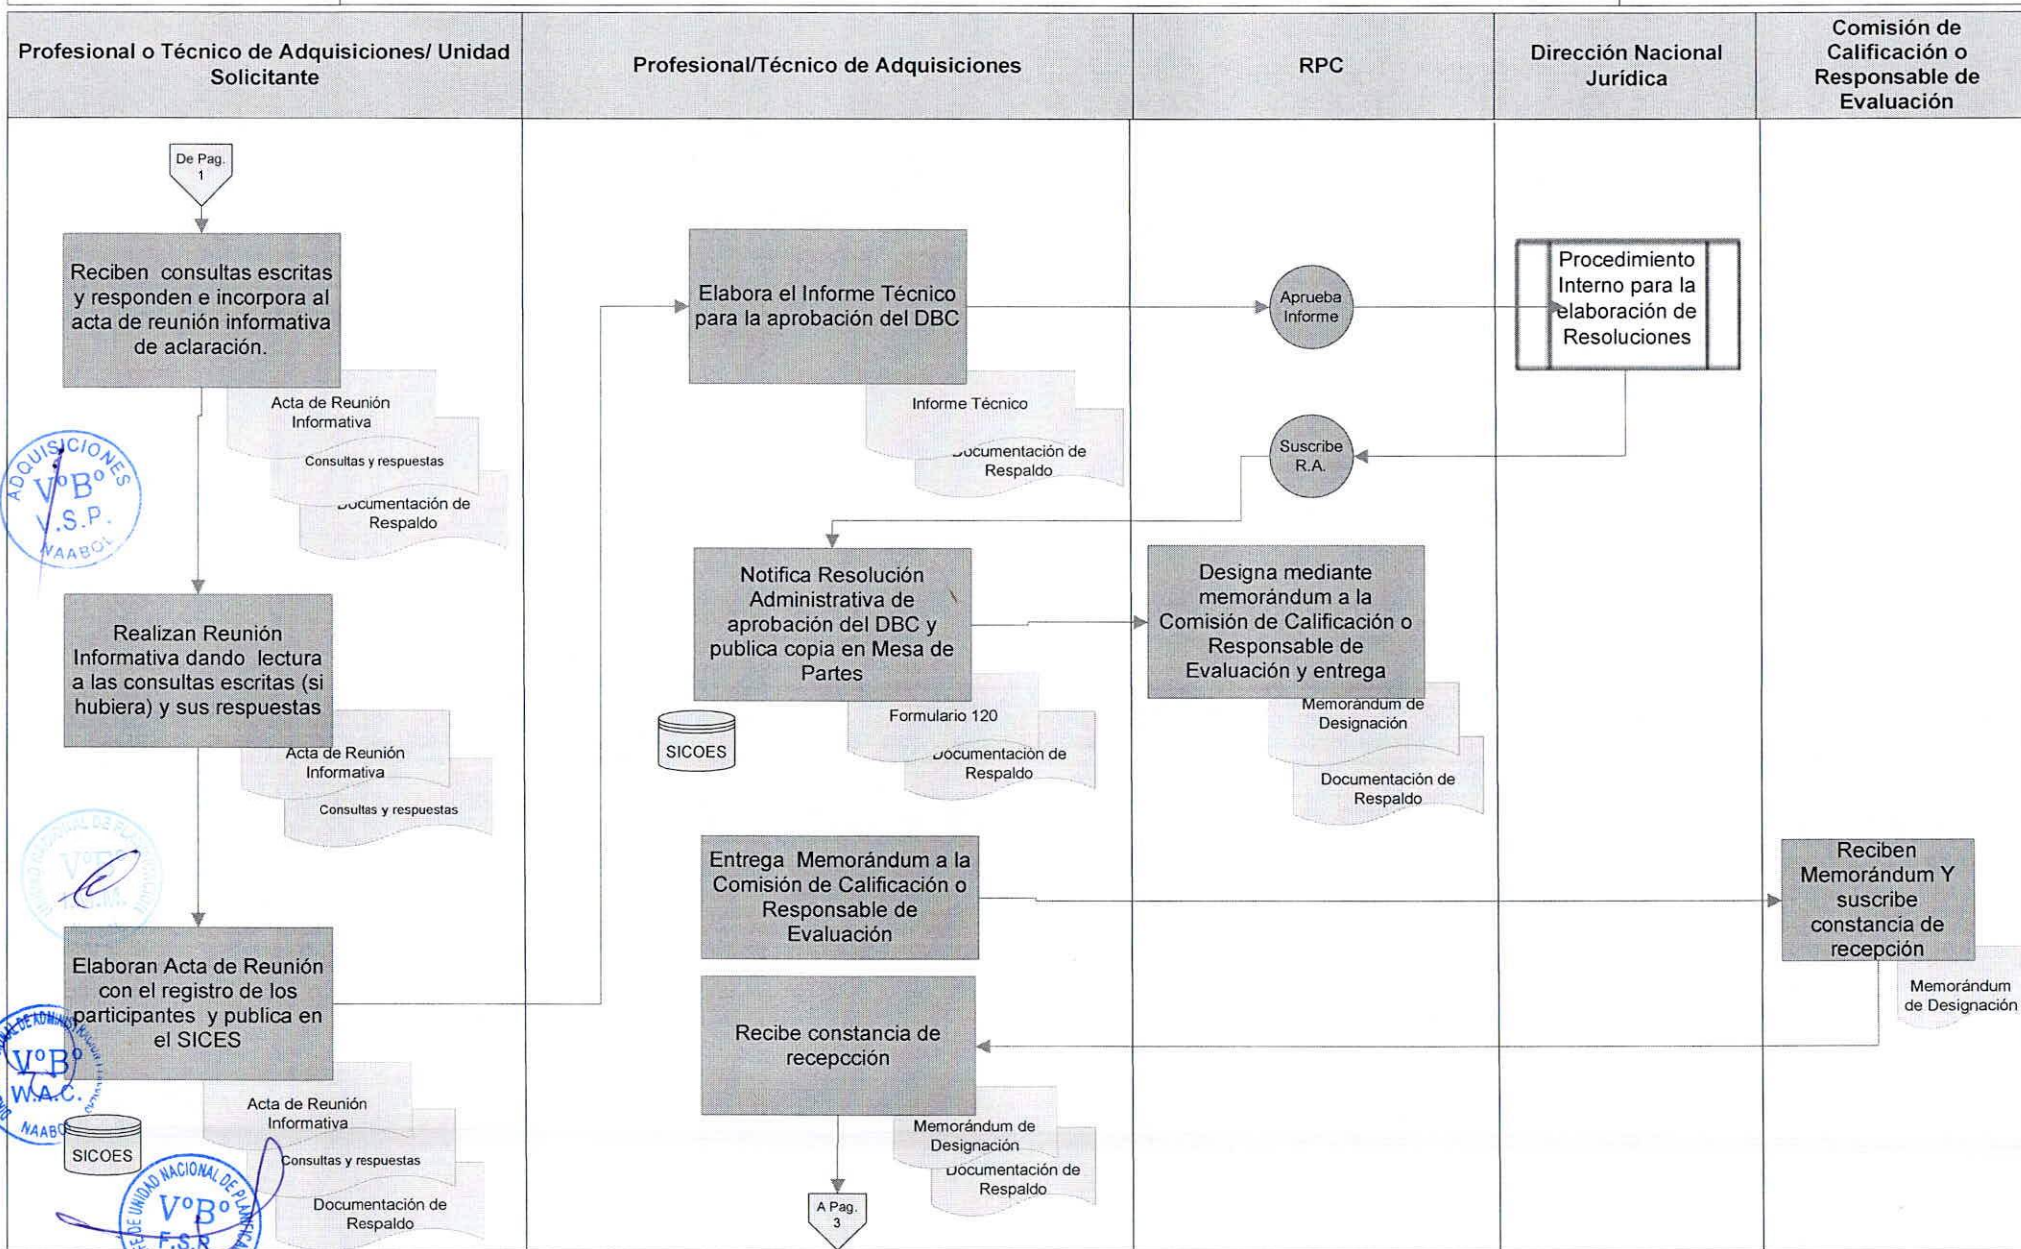 Profesional o Técnico de Adquisiciones/ Unidad
Solicitante
Profesional/Técnico de Adquisiciones
RPC
Dirección Nacional
Jurídica
Comisión de
Calificación o
Responsable de
Evaluación
De Pag.
1
Reciben consultas escritas
y responden e incorpora al
acta de reunión informativa
de aclaración.
Acta de Reunión
Informativa
Consultas y respuestas
Documentación de
Respaldo
ADQUISICIONES
VºBº
V.S.P.
NAABOL
Realizan Reunión
Informativa dando lectura
a las consultas escritas (si
hubiera) y sus respuestas
Acta de Reunión
Informativa
Consultas y respuestas
Elaboran Acta de Reunión
con el registro de los
participantes y publica en
el SICES
VºBº
W.A.C.
NAABO
SICOES
Acta de Reunión
Informativa
Consultas y respuestas
Documentación de
Respaldo
DE UNIDAD NACIONAL DE
VºBº
F.S.R
Elabora el Informe Técnico
para la aprobación del DBC
Informe Técnico
Documentación de
Respaldo
Aprueba
Informe
Procedimiento
Interno para la
elaboración de
Resoluciones
Suscribe
R.A.
Notifica Resolución
Administrativa de
aprobación del DBC y
publica copia en Mesa de
Partes
SICOES
Formulario 120
Documentación de
Respaldo
Designa mediante
memorándum a la
Comisión de Calificación o
Responsable de
Evaluación y entrega
Memorándum de
Designación
Documentación de
Respaldo
Entrega Memorándum a la
Comisión de Calificación o
Responsable de
Evaluación
Reciben
Memorándum Y
suscribe
constancia de
recepción
Memorándum
de Designación
Recibe constancia de
recepcción
Memorándum de
Designación
Documentación de
Respaldo
A Pag.
3